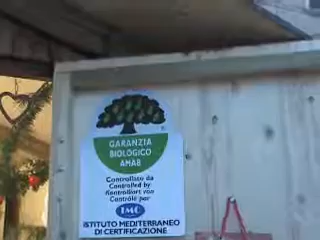 GARANZIA
BIOLOGICO
AMAB
Controllato da
Controlled by
Kontrolliert von
Contrôlé par
IMC
ISTITUTO MEDITERRANEO
DI CERTIFICAZIONE